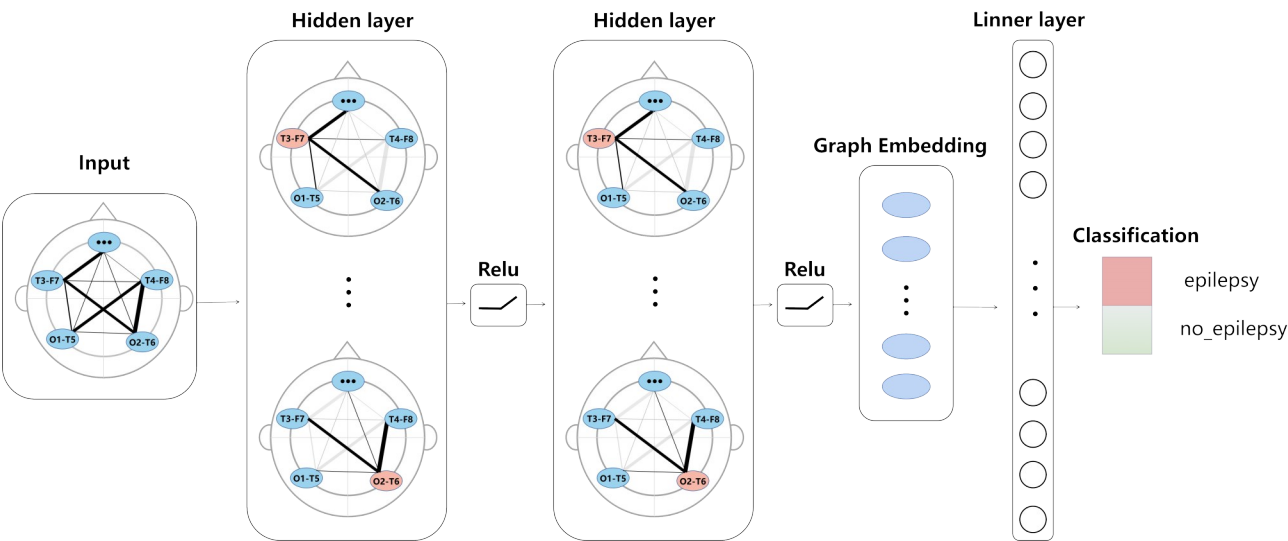 Input
•••
T3-F7
T4-F8
O1-T5
O2-T6
Hidden layer
•••
T3-F7
T4-F8
O1-T5
O2-T6
•••
T3-F7
T4-F8
O1-T5
O2-T6
Relu
Hidden layer
•••
T3-F7
T4-F8
O1-T5
O2-T6
•••
T3-F7
T4-F8
O1-T5
O2-T6
Relu
Graph Embedding
Linner layer
Classification
epilepsy
no_epilepsy